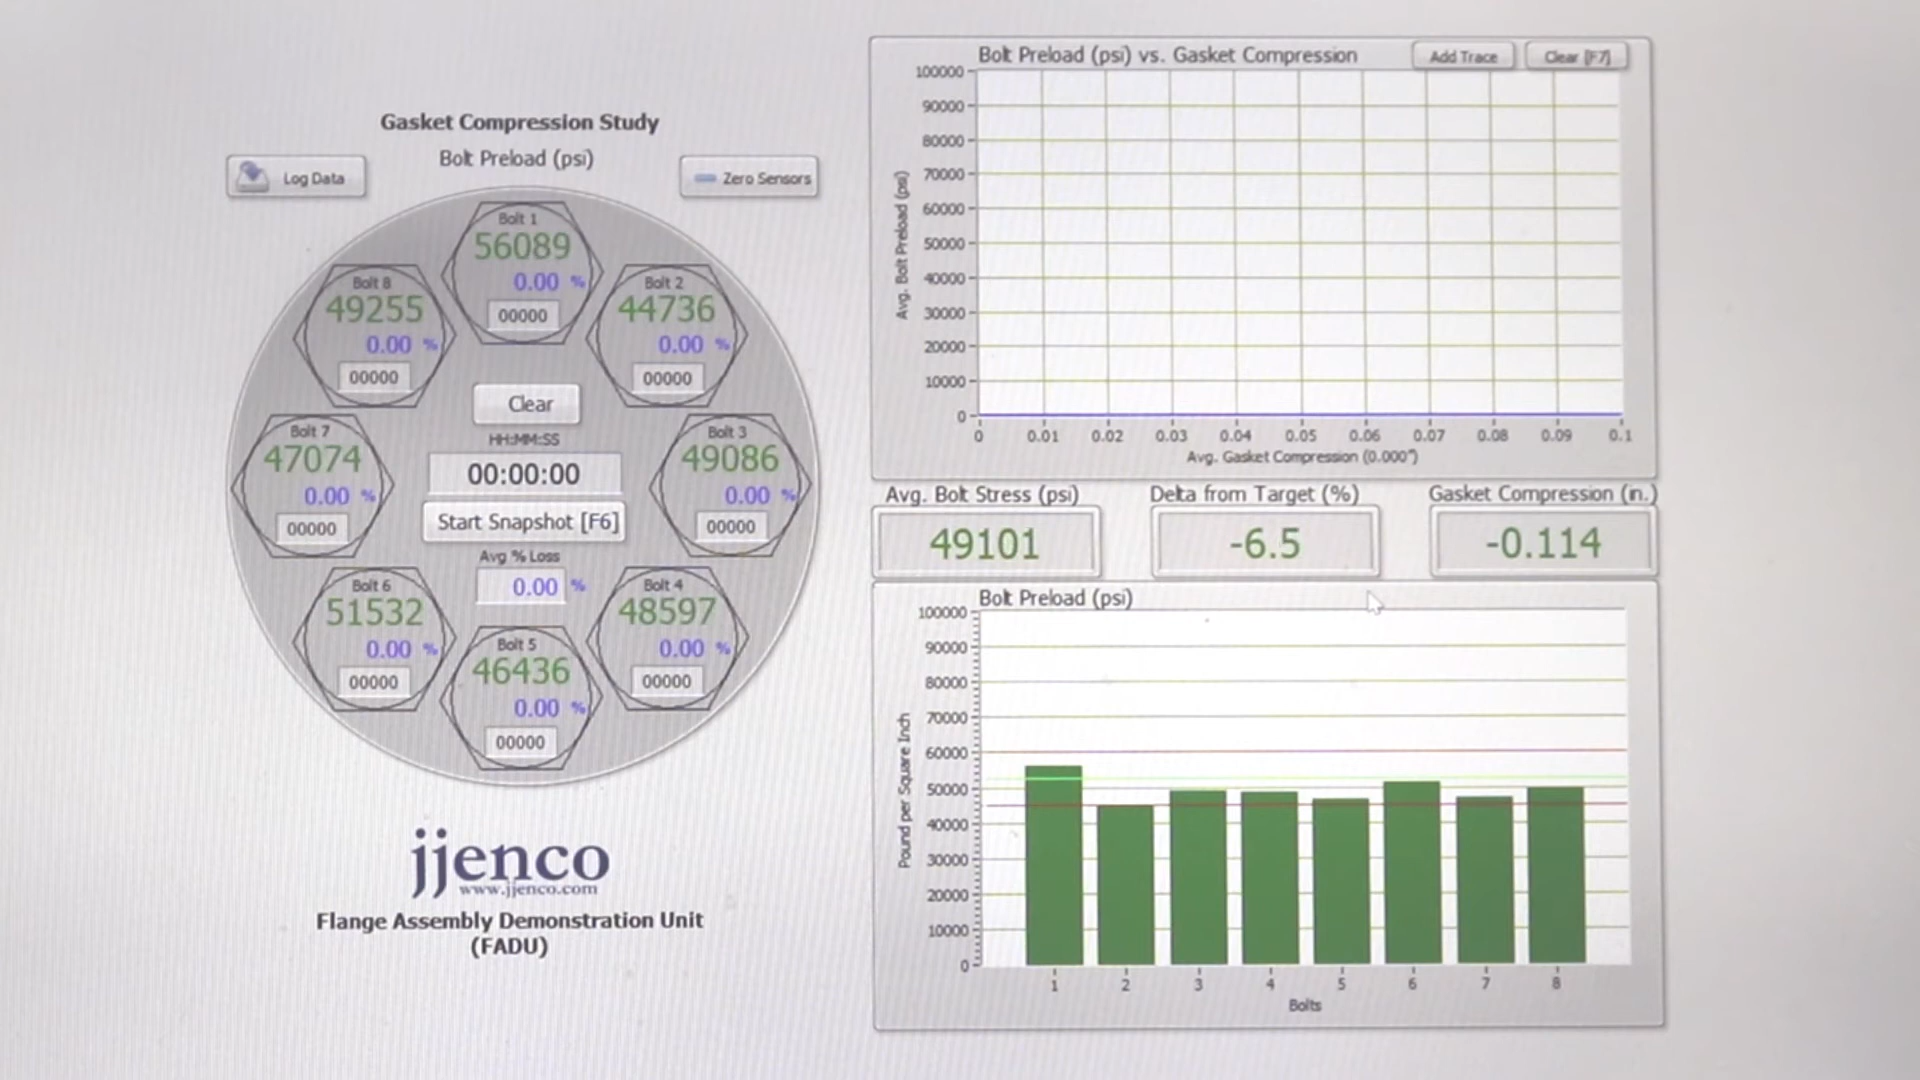 Gasket Compression Study
Bolt Preload (psi)
Log Data
Zero Sensors
Bolt 1
56089
0.00 %
00000
Bolt 8
49255
0.00 %
00000
Bolt 2
44736
0.00 %
00000
Clear
HH:MM:SS
00:00:00
Start Snapshot [F6]
Avg % Loss
0.00 %
Bolt 7
47074
0.00 %
00000
Bolt 3
49086
0.00 %
00000
Bolt 6
51532
0.00 %
00000
Bolt 4
48597
0.00 %
00000
Bolt 5
46436
0.00 %
00000
jjenco
www.jjenco.com
Flange Assembly Demonstration Unit
(FADU)
Bolt Preload (psi) vs. Gasket Compression
Add Trace
Clear [F7]
Avg. Bolt Preload (psi)
100000
90000
80000
70000
60000
50000
40000
30000
20000
10000
0
0 0.01 0.02 0.03 0.04 0.05 0.06 0.07 0.08 0.09 0.1
Avg. Gasket Compression (0.000")
Avg. Bolt Stress (psi)
49101
Delta from Target (%)
-6.5
Gasket Compression (in.)
-0.114
Bolt Preload (psi)
Pound per Square Inch
100000
90000
80000
70000
60000
50000
40000
30000
20000
10000
0
1 2 3 4 5 6 7 8
Bolts